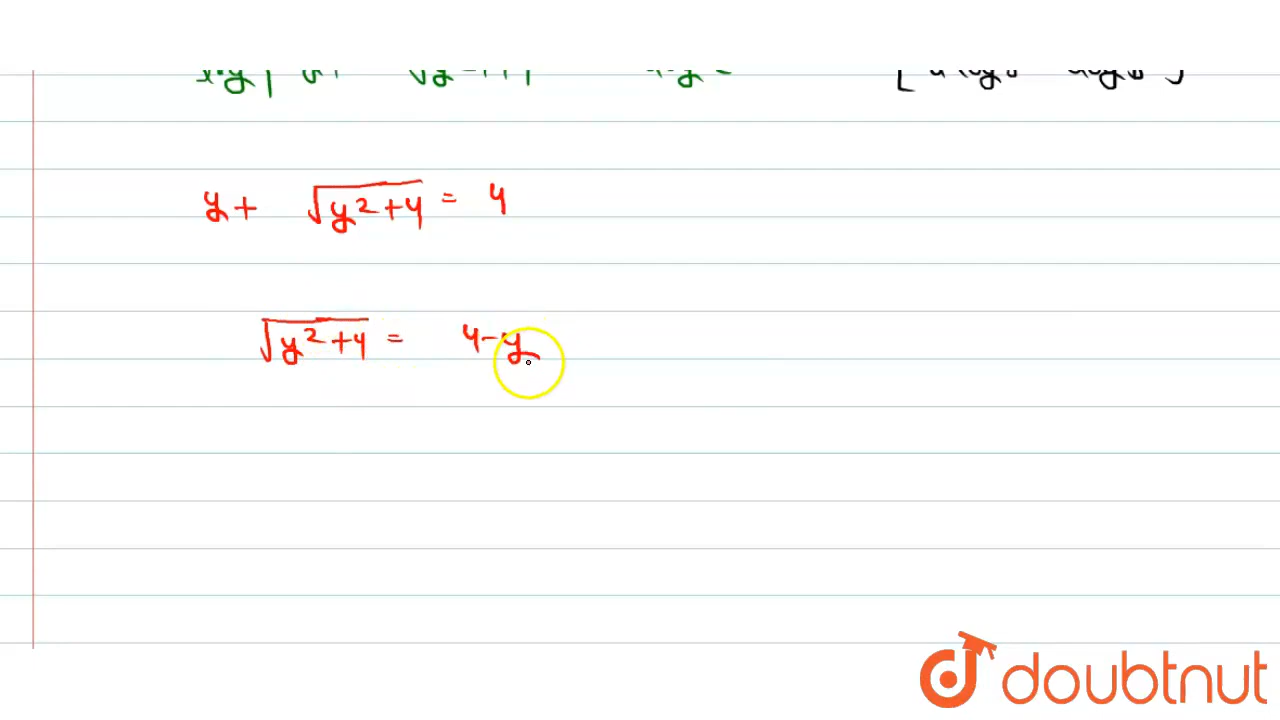 y + √(y² + 4) = 4
√(y² + 4) = 4 - y
doubtnut